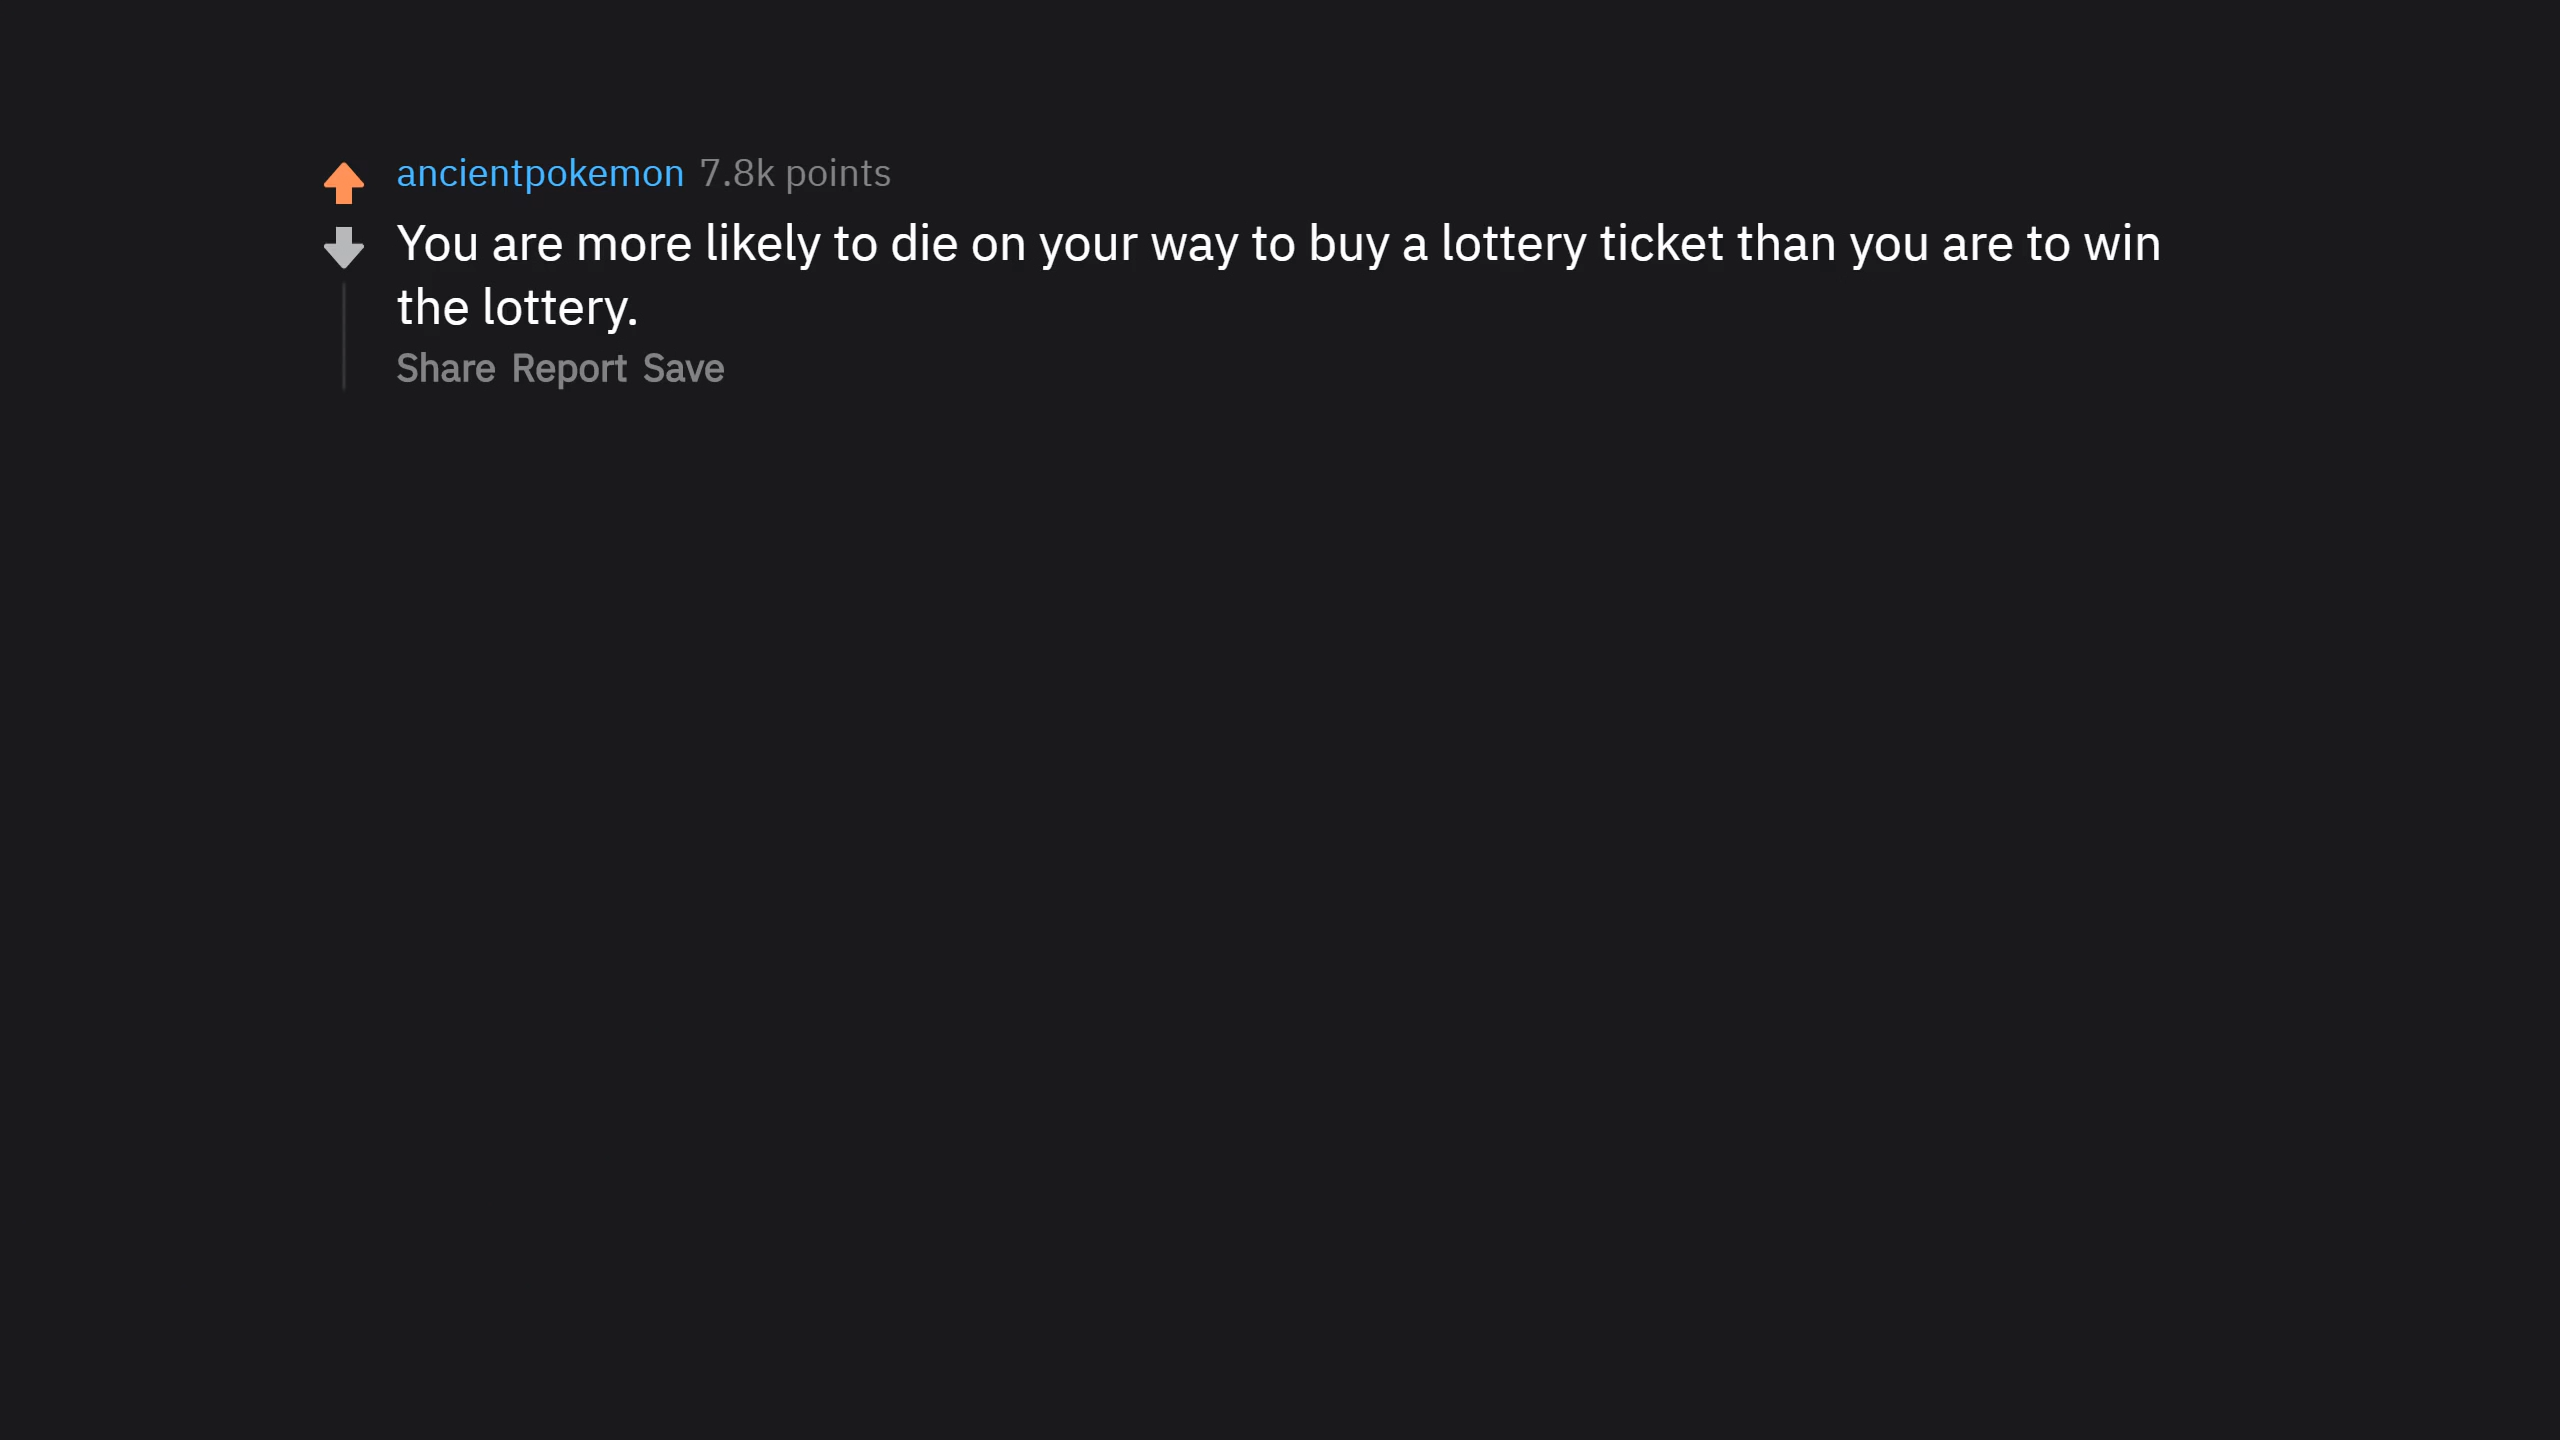 ancientpokemon 7.8k points
You are more likely to die on your way to buy a lottery ticket than you are to win
the lottery.
Share Report Save